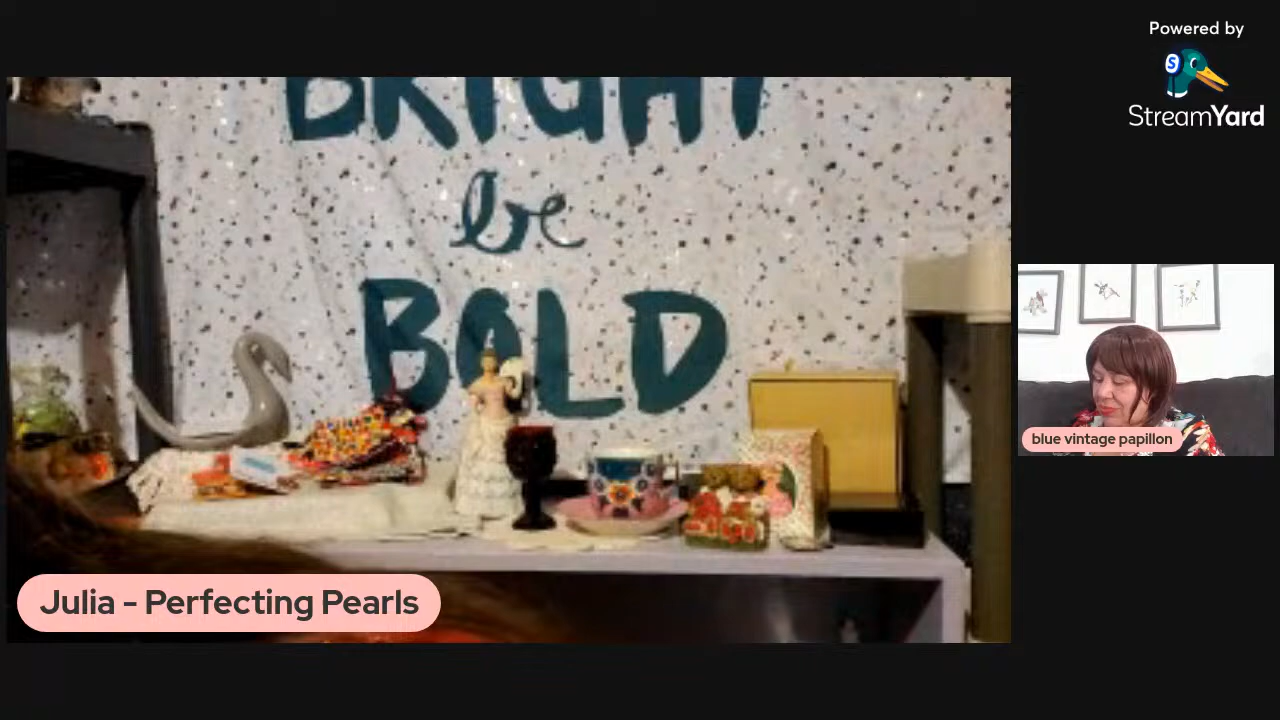 Powered by
StreamYard
BRIGHT
be
BOLD
blue vintage papillon
Julia - Perfecting Pearls